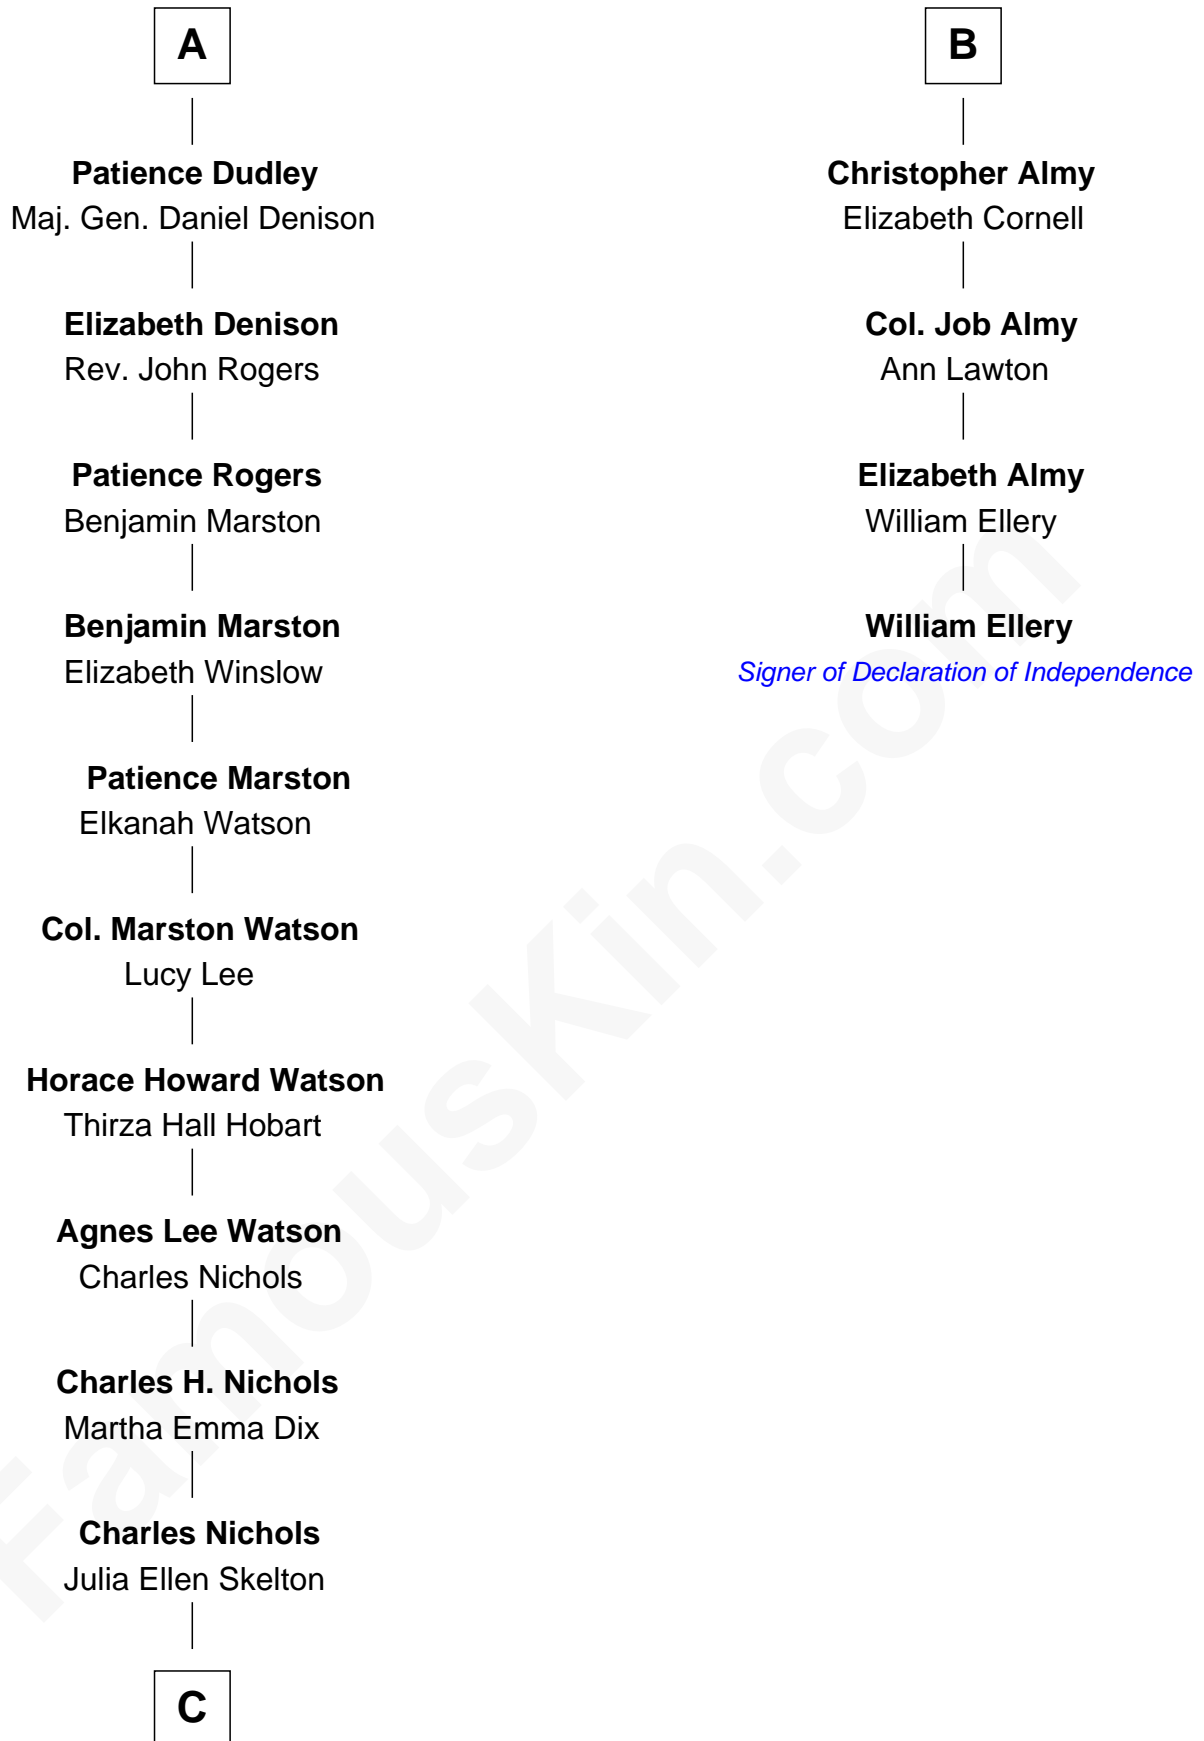 A
Patience Dudley
Maj. Gen. Daniel Denison
Elizabeth Denison
Rev. John Rogers
Patience Rogers
Benjamin Marston
Benjamin Marston
Elizabeth Winslow
Patience Marston
Elkanah Watson
Col. Marston Watson
Lucy Lee
Horace Howard Watson
Thirza Hall Hobart
Agnes Lee Watson
Charles Nichols
Charles H. Nichols
Martha Emma Dix
Charles Nichols
Julia Ellen Skelton
C
B
Christopher Almy
Elizabeth Cornell
Col. Job Almy
Ann Lawton
Elizabeth Almy
William Ellery
William Ellery
Signer of Declaration of Independence
FamousKin.com